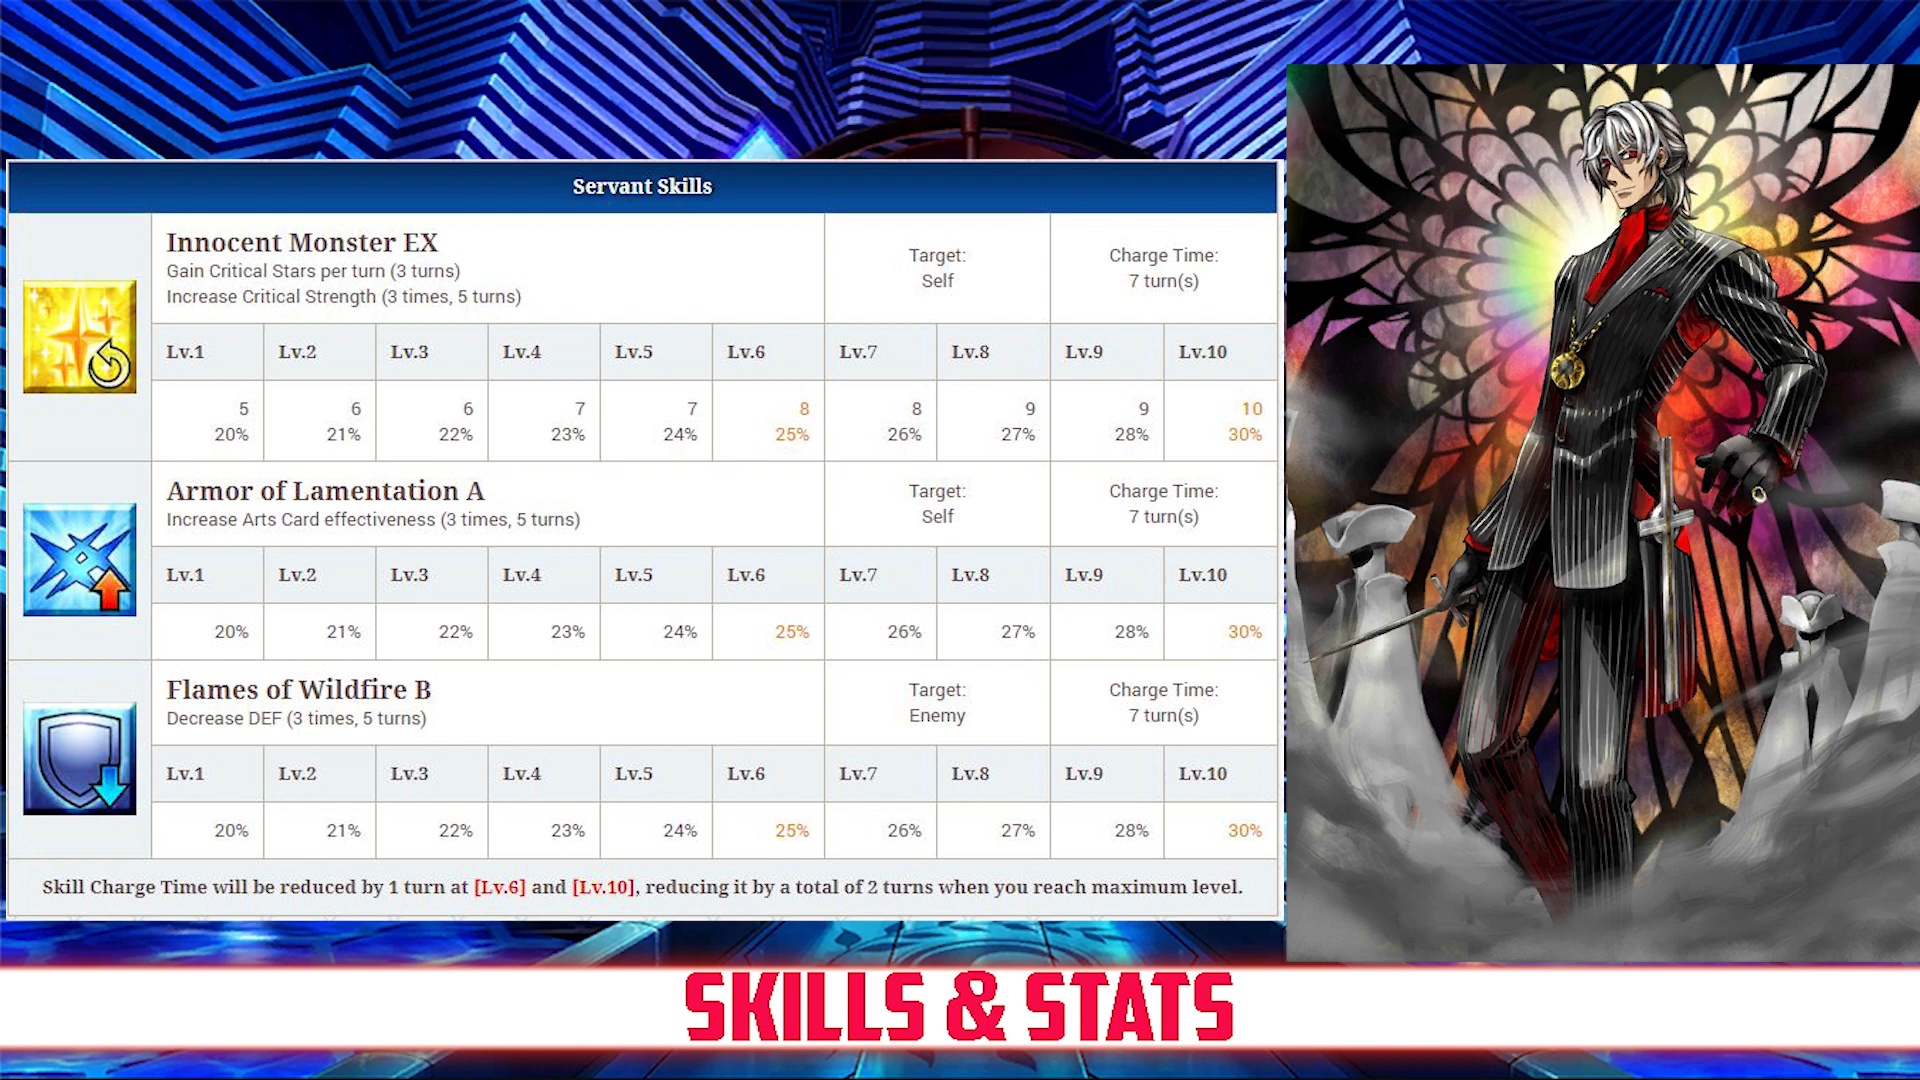 Servant Skills
Innocent Monster EX
Gain Critical Stars per turn (3 turns)
Increase Critical Strength (3 times, 5 turns)
Target:
Self
Charge Time:
7 turn(s)
Lv.1 Lv.2 Lv.3 Lv.4 Lv.5 Lv.6 Lv.7 Lv.8 Lv.9 Lv.10
5 6 6 7 7 8 8 9 9 10
20% 21% 22% 23% 24% 25% 26% 27% 28% 30%
Armor of Lamentation A
Increase Arts Card effectiveness (3 times, 5 turns)
Target:
Self
Charge Time:
7 turn(s)
Lv.1 Lv.2 Lv.3 Lv.4 Lv.5 Lv.6 Lv.7 Lv.8 Lv.9 Lv.10
20% 21% 22% 23% 24% 25% 26% 27% 28% 30%
Flames of Wildfire B
Decrease DEF (3 times, 5 turns)
Target:
Enemy
Charge Time:
7 turn(s)
Lv.1 Lv.2 Lv.3 Lv.4 Lv.5 Lv.6 Lv.7 Lv.8 Lv.9 Lv.10
20% 21% 22% 23% 24% 25% 26% 27% 28% 30%
Skill Charge Time will be reduced by 1 turn at [Lv.6] and [Lv.10], reducing it by a total of 2 turns when you reach maximum level.
SKILLS & STATS